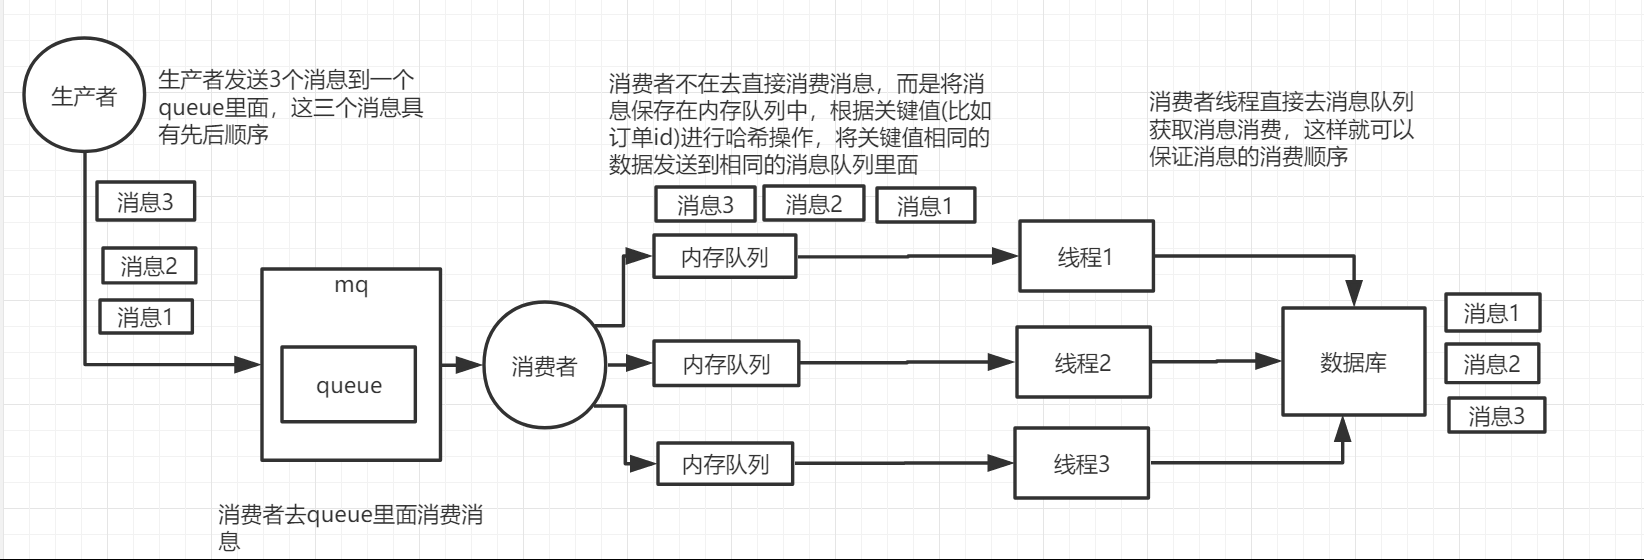 生产者
生产者发送3个消息到一个
queue里面，这三个消息具
有先后顺序
消息3
消息2
消息1
mq
queue
消费者去queue里面消费消
息
消费者
消费者不在去直接消费消息，而是将消
息保存在内存队列中，根据关键值(比如
订单id)进行哈希操作，将关键值相同的
数据发送到相同的消息队列里面
消息3
消息2
消息1
内存队列
内存队列
内存队列
线程1
线程2
线程3
消费者线程直接去消息队列
获取消息消费，这样就可以
保证消息的消费顺序
数据库
消息1
消息2
消息3